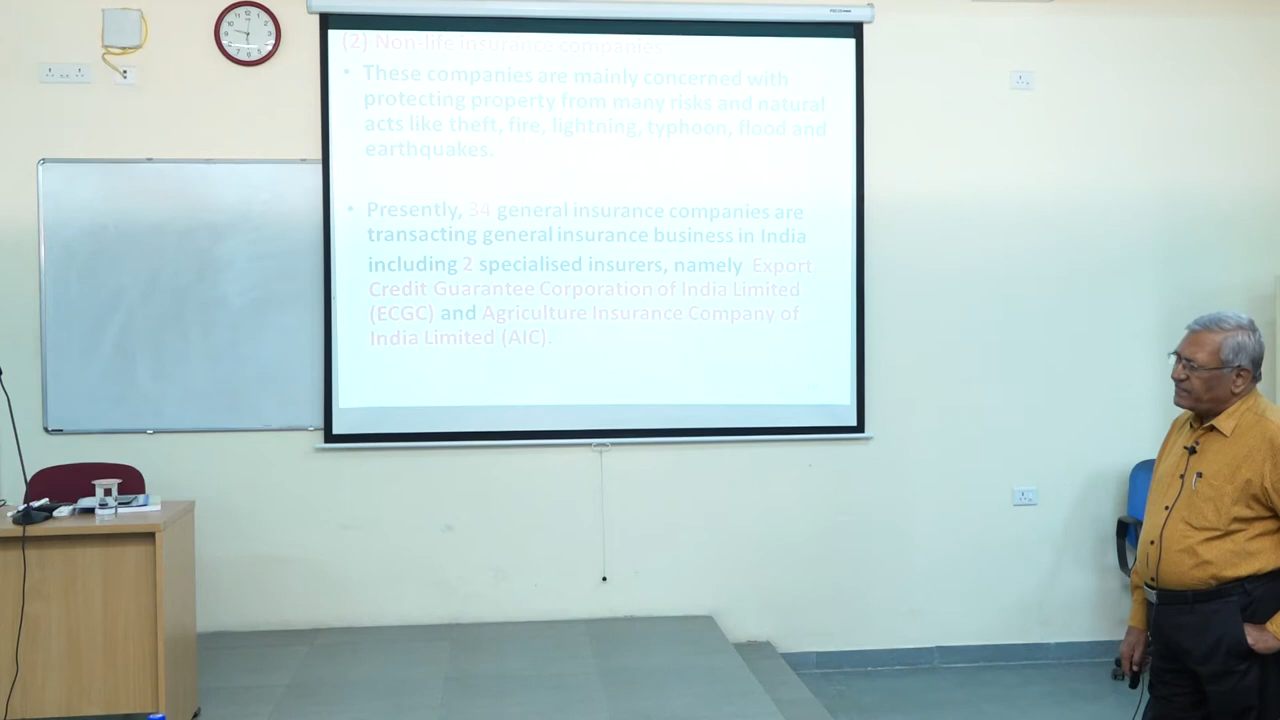 (2) Non-life insurance companies
• These companies are mainly concerned with
protecting property from many risks and natural
acts like theft, fire, lightning, typhoon, flood and
earthquakes.
• Presently, 34 general insurance companies are
transacting general insurance business in India
including 2 specialised insurers, namely Export
Credit Guarantee Corporation of India Limited
(ECGC) and Agriculture Insurance Company of
India Limited (AIC).